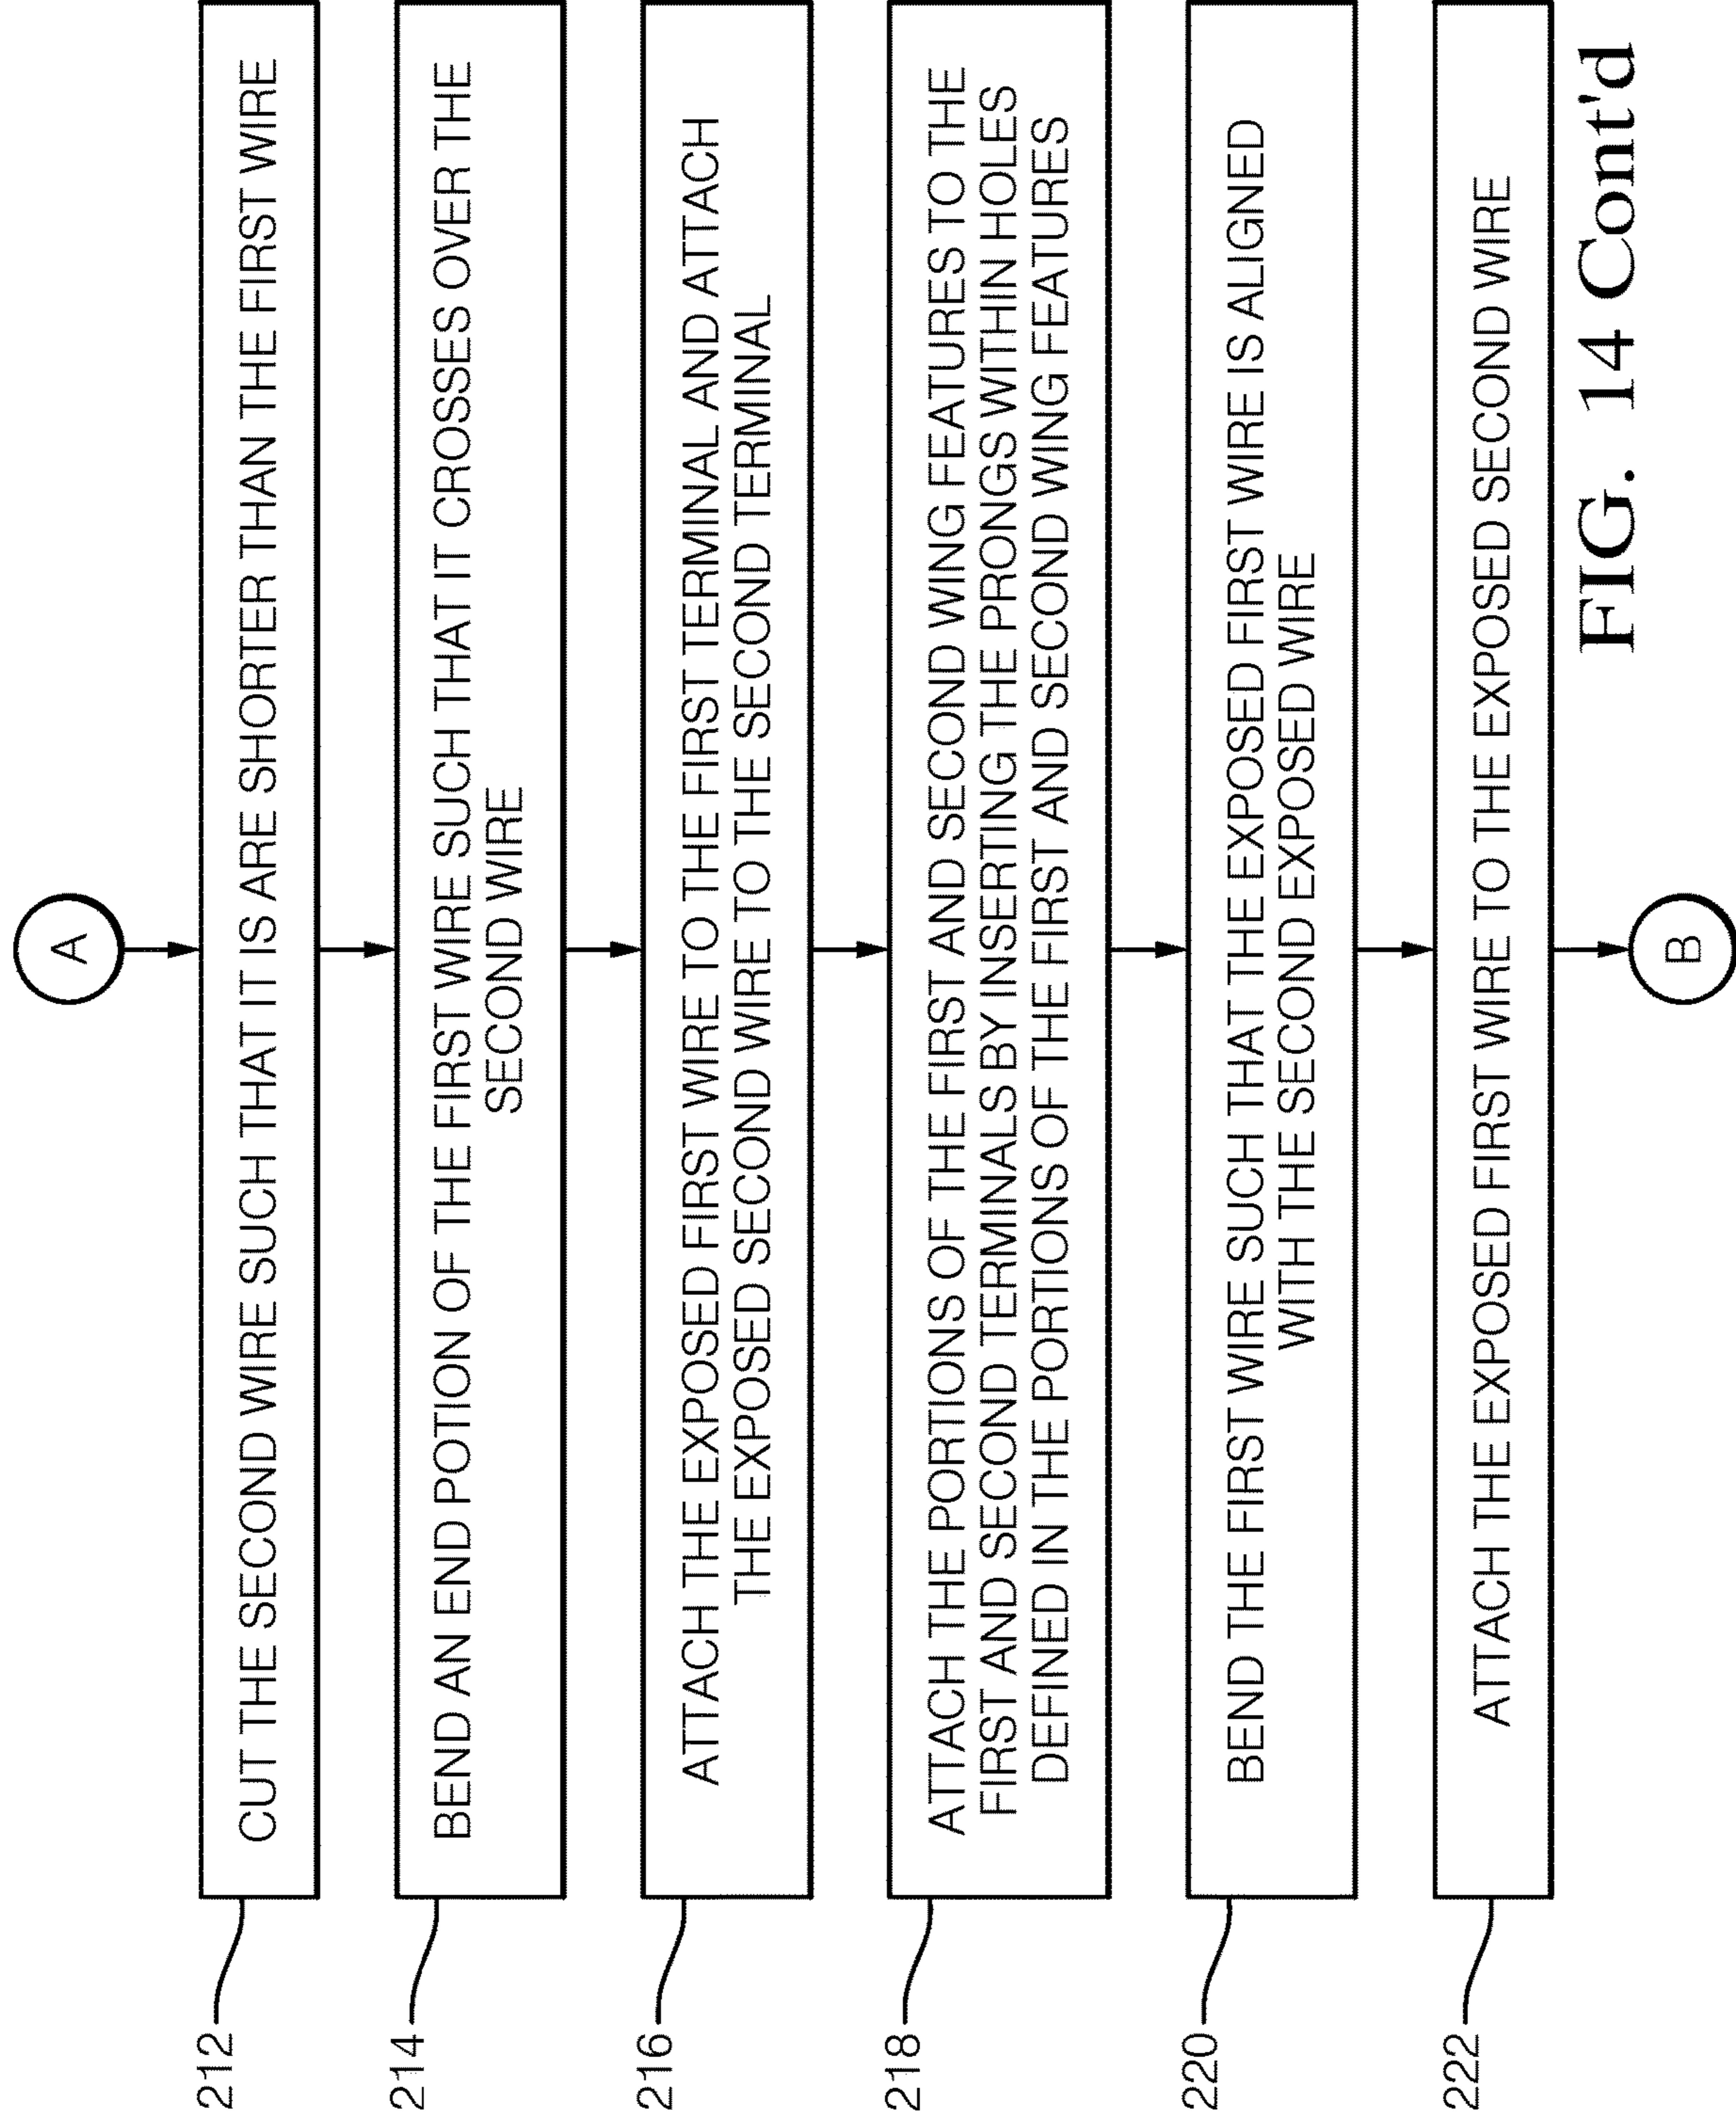 A
212
CUT THE SECOND WIRE SUCH THAT IT IS ARE SHORTER THAN THE FIRST WIRE
214
BEND AN END POTION OF THE FIRST WIRE SUCH THAT IT CROSSES OVER THE
SECOND WIRE
216
ATTACH THE EXPOSED FIRST WIRE TO THE FIRST TERMINAL AND ATTACH
THE EXPOSED SECOND WIRE TO THE SECOND TERMINAL
218
ATTACH THE PORTIONS OF THE FIRST AND SECOND WING FEATURES TO THE
FIRST AND SECOND TERMINALS BY INSERTING THE PRONGS WITHIN HOLES
DEFINED IN THE PORTIONS OF THE FIRST AND SECOND WING FEATURES
220
BEND THE FIRST WIRE SUCH THAT THE EXPOSED FIRST WIRE IS ALIGNED
WITH THE SECOND EXPOSED WIRE
222
ATTACH THE EXPOSED FIRST WIRE TO THE EXPOSED SECOND WIRE
B
FIG. 14 Cont'd